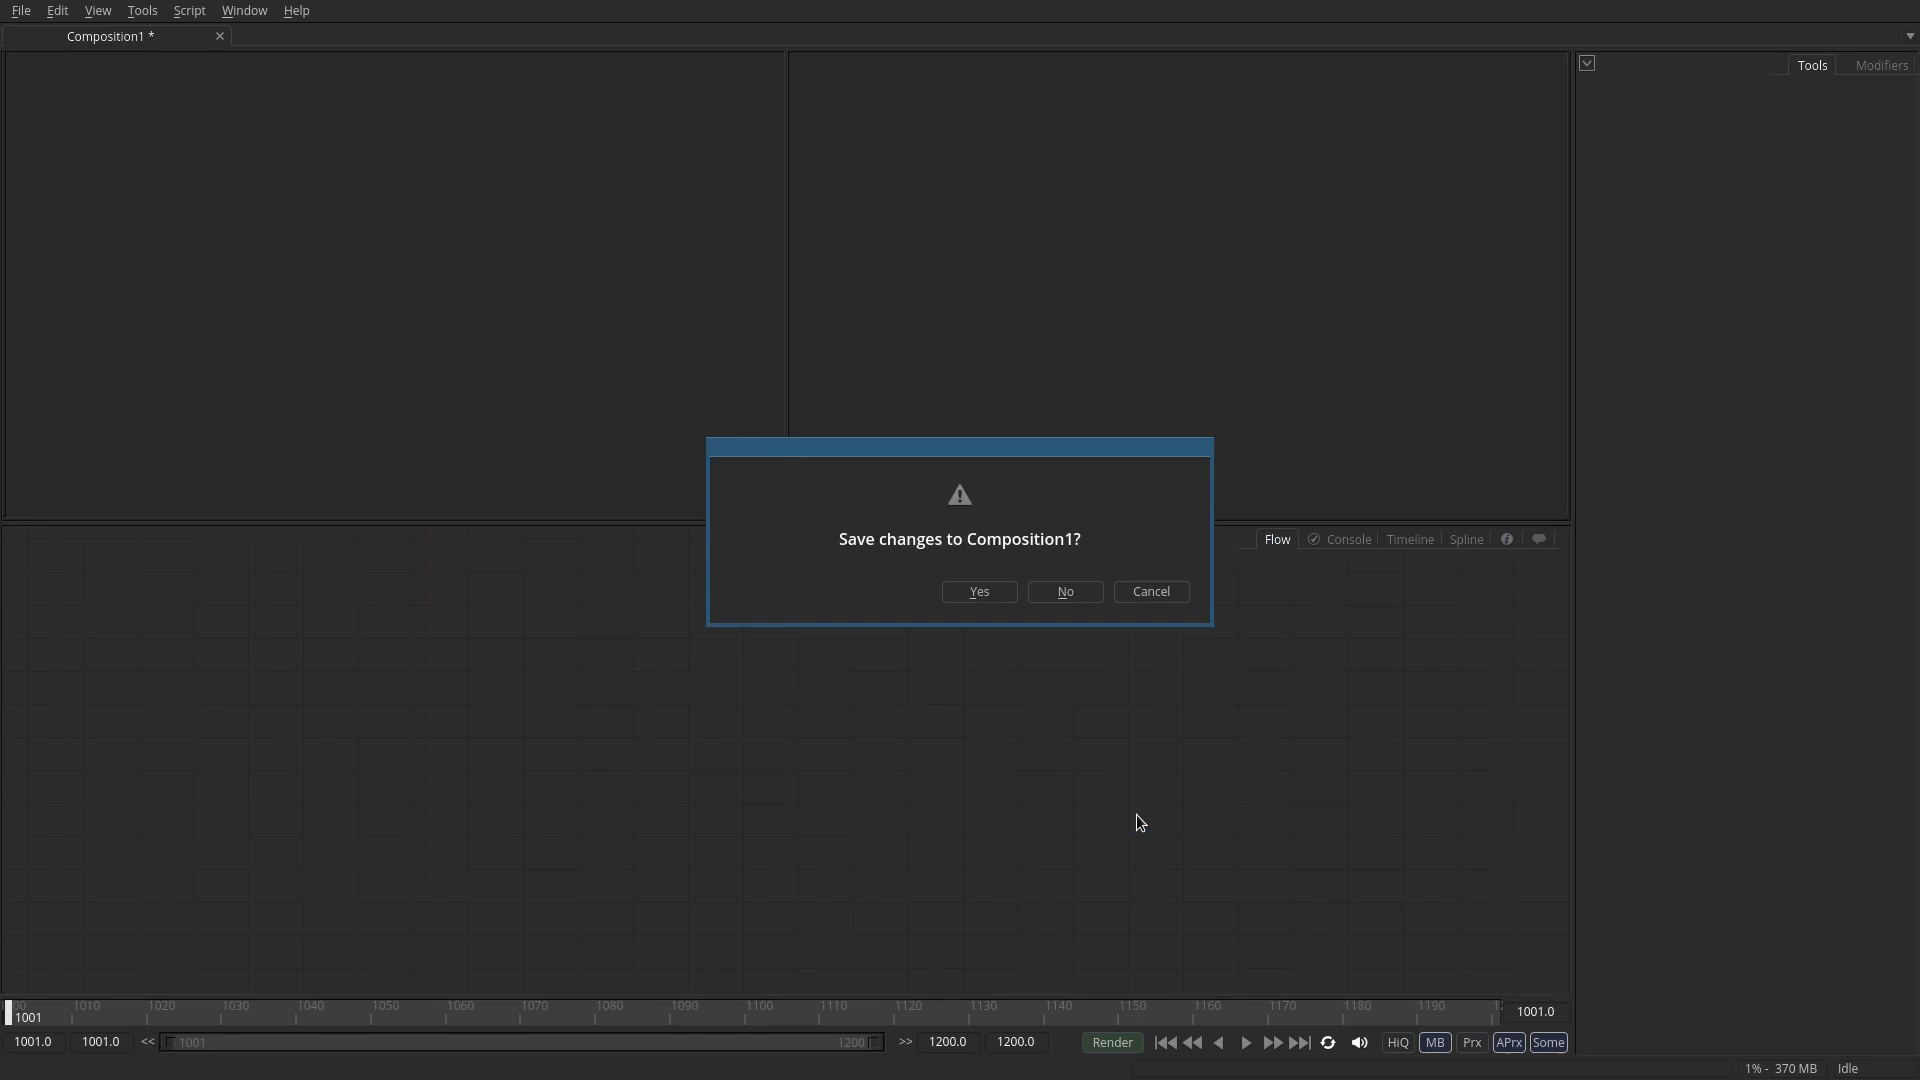 File Edit View Tools Script Window Help
Composition1 *
Tools Modifiers
Save changes to Composition1?
Yes No Cancel
Flow Console Timeline Spline
1010 1020 1030 1040 1050 1060 1070 1080 1090 1100 1110 1120 1130 1140 1150 1160 1170 1180 1190
1001 1001.0
1001.0 1001.0 << 1001 1200 >> 1200.0 1200.0 Render HiQ MB Prx APrx Some
1% - 370 MB Idle